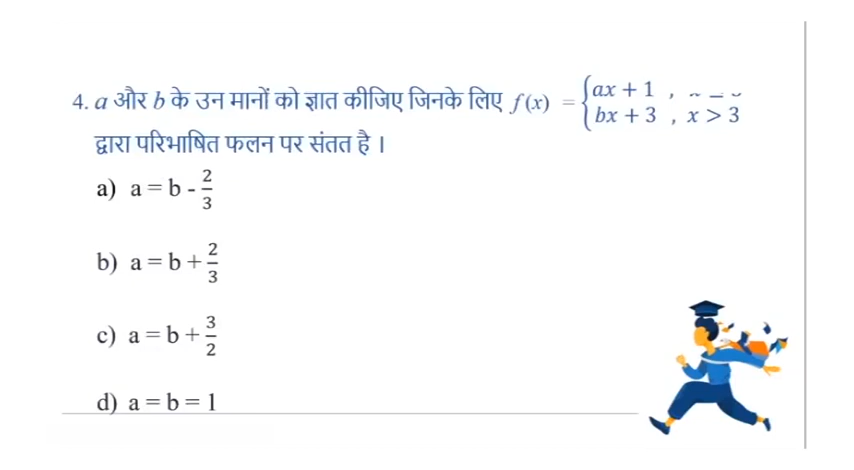 4. a और b के उन मानों को ज्ञात कीजिए जिनके लिए f(x) = {ax + 1 ,
bx + 3 , x > 3
द्वारा परिभाषित फलन पर संतत है ।
a) a = b - 2/3
b) a = b + 2/3
c) a = b + 3/2
d) a = b = 1